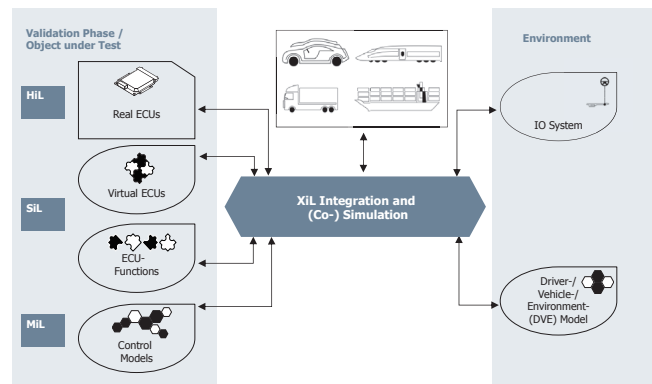 Validation Phase /
Object under Test
HiL
Real ECUs
Virtual ECUs
SiL
ECU-
Functions
MiL
Control
Models
XiL Integration and
(Co-) Simulation
Environment
IO System
Driver-/
Vehicle-/
Environment-
(DVE) Model